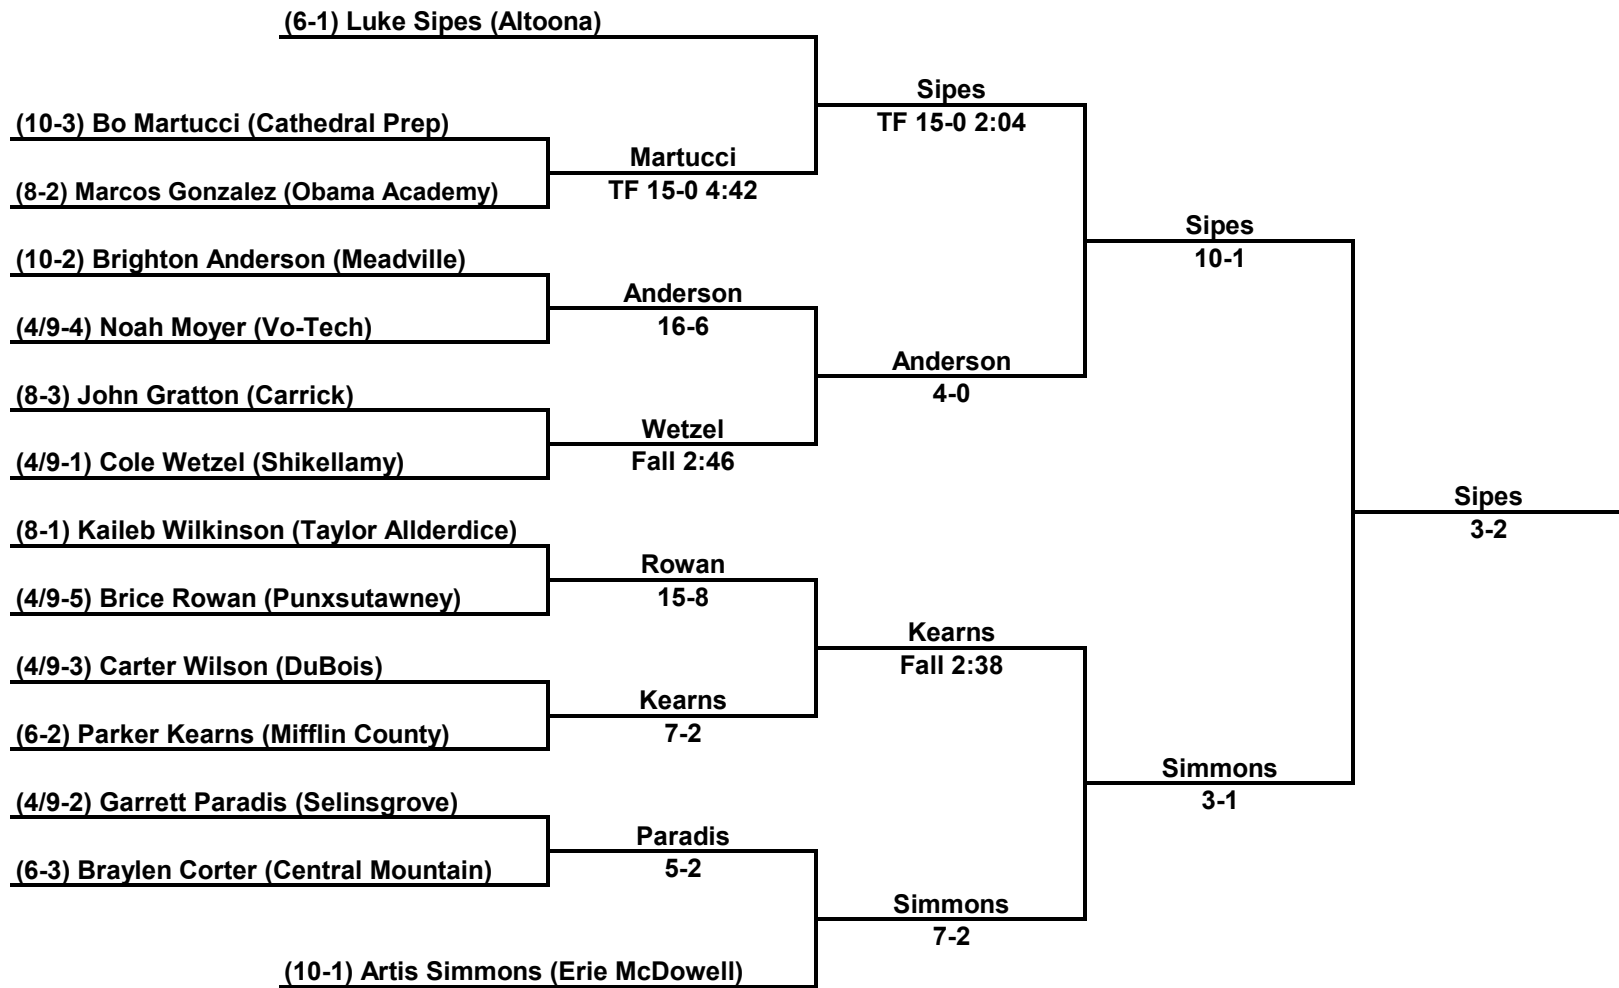 (6-1) Luke Sipes (Altoona)
(10-3) Bo Martucci (Cathedral Prep)
(8-2) Marcos Gonzalez (Obama Academy)
(10-2) Brighton Anderson (Meadville)
(4/9-4) Noah Moyer (Vo-Tech)
(8-3) John Gratton (Carrick)
(4/9-1) Cole Wetzel (Shikellamy)
(8-1) Kaileb Wilkinson (Taylor Allderdice)
(4/9-5) Brice Rowan (Punxsutawney)
(4/9-3) Carter Wilson (DuBois)
(6-2) Parker Kearns (Mifflin County)
(4/9-2) Garrett Paradis (Selinsgrove)
(6-3) Braylen Corter (Central Mountain)
(10-1) Artis Simmons (Erie McDowell)
Martucci
TF 15-0 4:42
Anderson
16-6
Wetzel
Fall 2:46
Rowan
15-8
Kearns
7-2
Paradis
5-2
Sipes
TF 15-0 2:04
Anderson
4-0
Kearns
Fall 2:38
Simmons
7-2
Sipes
10-1
Simmons
3-1
Sipes
3-2